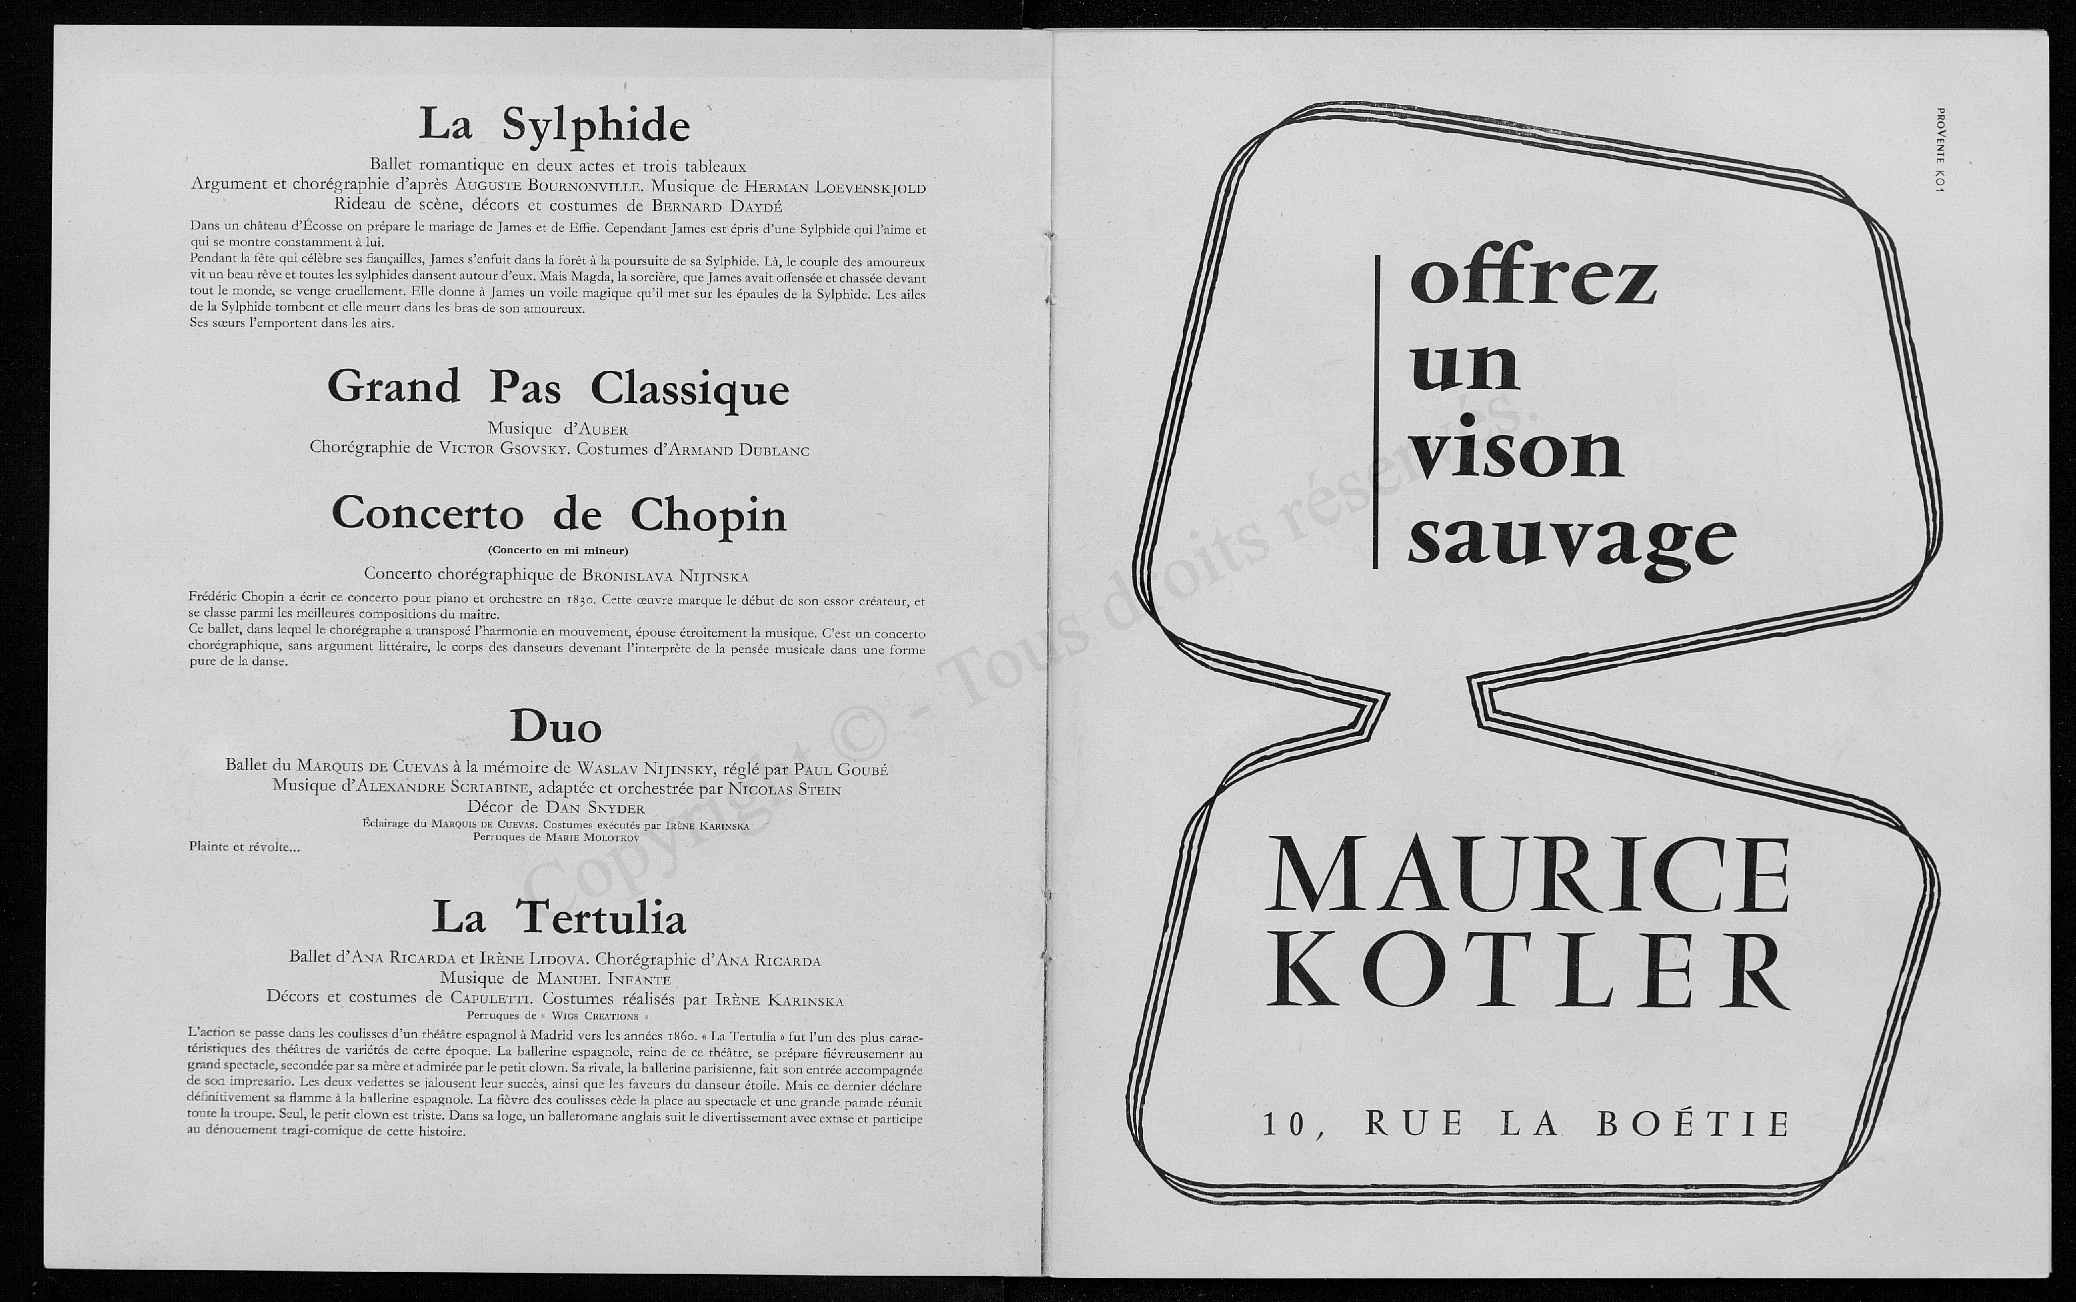 La Sylphide
Ballet romantique en deux actes et trois tableaux
Argument et chorégraphie d'après AUGUSTE BOURNONVILLE. Musique de HERMAN LOEVENSKJOLD
Rideau de scène, décors et costumes de BERNARD DAYDÉ
Dans un château d'Écosse on prépare le mariage de James et de Effie. Cependant James est épris d'une Sylphide qui l'aime et
qui se montre constamment à lui.
Pendant la fête qui célèbre ses fiançailles, James s'enfuit dans la forêt à la poursuite de sa Sylphide. Là, le couple des amoureux
vit un beau rêve et toutes les sylphides dansent autour d'eux. Mais Magda, la sorcière, que James avait offensée et chassée devant
tout le monde, se venge cruellement. Elle donne à James un voile magique qu'il met sur les épaules de la Sylphide. Les ailes
de la Sylphide tombent et elle meurt dans les bras de son amoureux.
Ses sœurs l'emportent dans les airs.
Grand Pas Classique
Musique d'AUBER
Chorégraphie de VICTOR GSOVSKY. Costumes d'ARMAND DUBLANC
Concerto de Chopin
(Concerto en mi mineur)
Concerto chorégraphique de BRONISLAVA NIJINSKA
Frédéric Chopin a écrit ce concerto pour piano et orchestre en 1830. Cette œuvre marque le début de son essor créateur, et
se classe parmi les meilleures compositions du maître.
Ce ballet, dans lequel le chorégraphe a transposé l'harmonie en mouvement, épouse étroitement la musique. C'est un concerto
chorégraphique, sans argument littéraire, le corps des danseurs devenant l'interprète de la pensée musicale dans une forme
pure de la danse.
Duo
Ballet du MARQUIS DE CUEVAS à la mémoire de WASLAV NIJINSKY, réglé par PAUL GOUBÉ
Musique d'ALEXANDRE SCRIABINE, adaptée et orchestrée par NICOLAS STEIN
Décor de DAN SNYDER
Éclairage du MARQUIS DE CUEVAS. Costumes exécutés par IRÈNE KARINSKA
Perruques de MARIE MOLOTKOV
Plainte et révolte...
La Tertulia
Ballet d'ANA RICARDA et IRÈNE LIDOVA. Chorégraphie d'ANA RICARDA
Musique de MANUEL INFANTE
Décors et costumes de CAPULETTI. Costumes réalisés par IRÈNE KARINSKA
Perruques de « WIGS CREATIONS »
L'action se passe dans les coulisses d'un théâtre espagnol à Madrid vers les années 1860. « La Tertulia » fut l'un des plus carac-
téristiques des théâtres de variétés de cette époque. La ballerine espagnole, reine de ce théâtre, se prépare fiévreusement au
grand spectacle, secondée par sa mère et admirée par le petit clown. Sa rivale, la ballerine parisienne, fait son entrée accompagnée
de son impresario. Les deux vedettes se jalousent leur succès, ainsi que les faveurs du danseur étoile. Mais ce dernier déclare
définitivement sa flamme à la ballerine espagnole. La fièvre des coulisses cède la place au spectacle et une grande parade réunit
toute la troupe. Seul, le petit clown est triste. Dans sa loge, un balletomane anglais suit le divertissement avec extase et participe
au dénouement tragi-comique de cette histoire.
PROVENTE KO1
offrez
un
vison
sauvage
MAURICE
KOTLER
10, RUE LA BOÉTIE
Copyright © - Tous droits réservés.